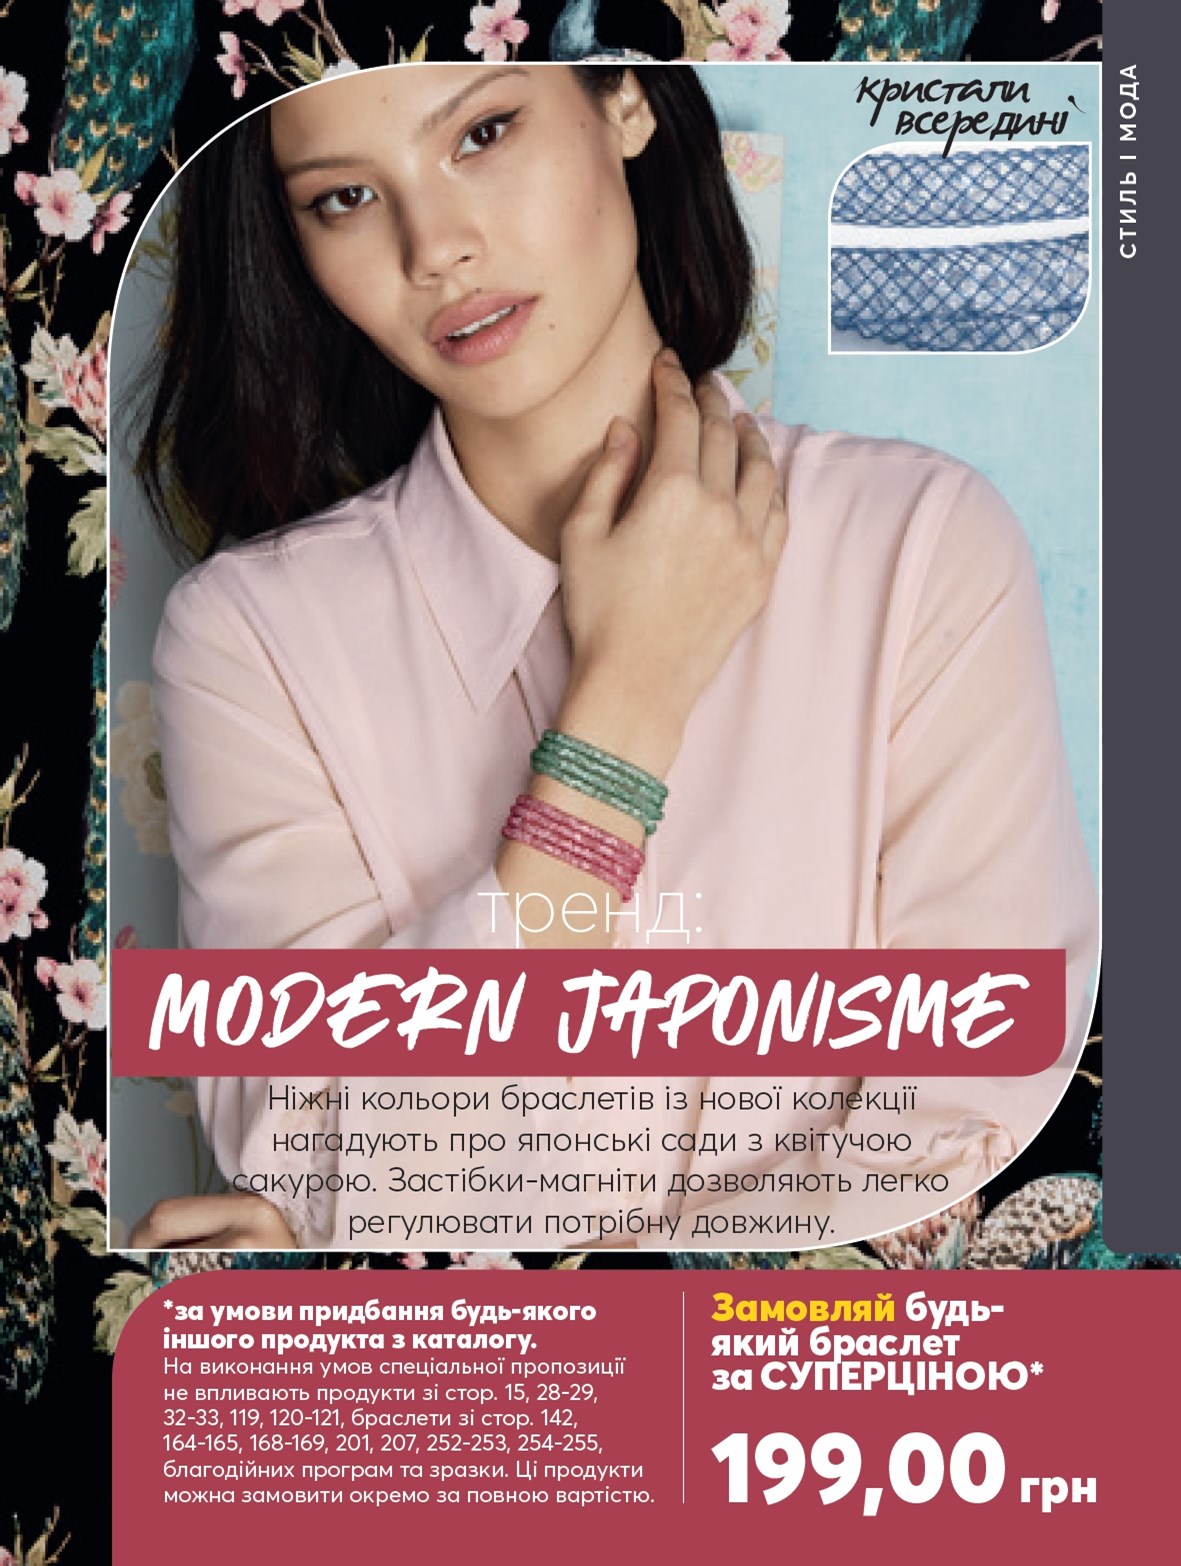 кристали
всередині
СТИЛЬ І МОДА
тренд:
MODERN JAPONISME
Ніжні кольори браслетів із нової колекції
нагадують про японські сади з квітучою
сакурою. Застібки-магніти дозволяють легко
регулювати потрібну довжину.
*за умови придбання будь-якого
іншого продукта з каталогу.
На виконання умов спеціальної пропозиції
не впливають продукти зі стор. 15, 28-29,
32-33, 119, 120-121, браслети зі стор. 142,
164-165, 168-169, 201, 207, 252-253, 254-255,
благодійних програм та зразки. Ці продукти
можна замовити окремо за повною вартістю.
Замовляй будь-
який браслет
за СУПЕРЦІНОЮ*
199,00 грн